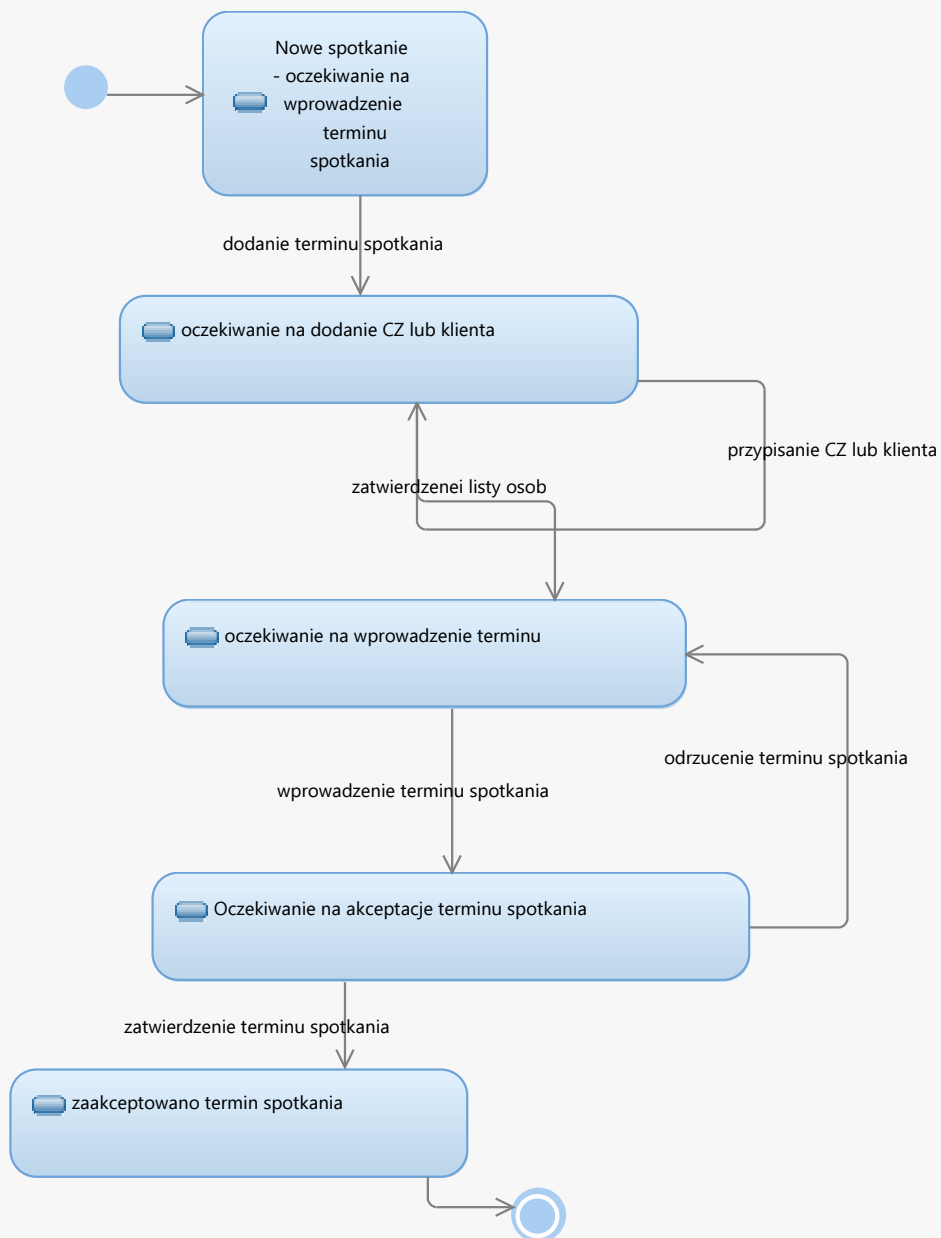 Nowe spotkanie
- oczekiwanie na
wprowadzenie
terminu
spotkania
dodanie terminu spotkania
oczekiwanie na dodanie CZ lub klienta
przypisanie CZ lub klienta
zatwierdzenei listy osob
oczekiwanie na wprowadzenie terminu
odrzucenie terminu spotkania
wprowadzenie terminu spotkania
Oczekiwanie na akceptacje terminu spotkania
zatwierdzenie terminu spotkania
zaakceptowano termin spotkania